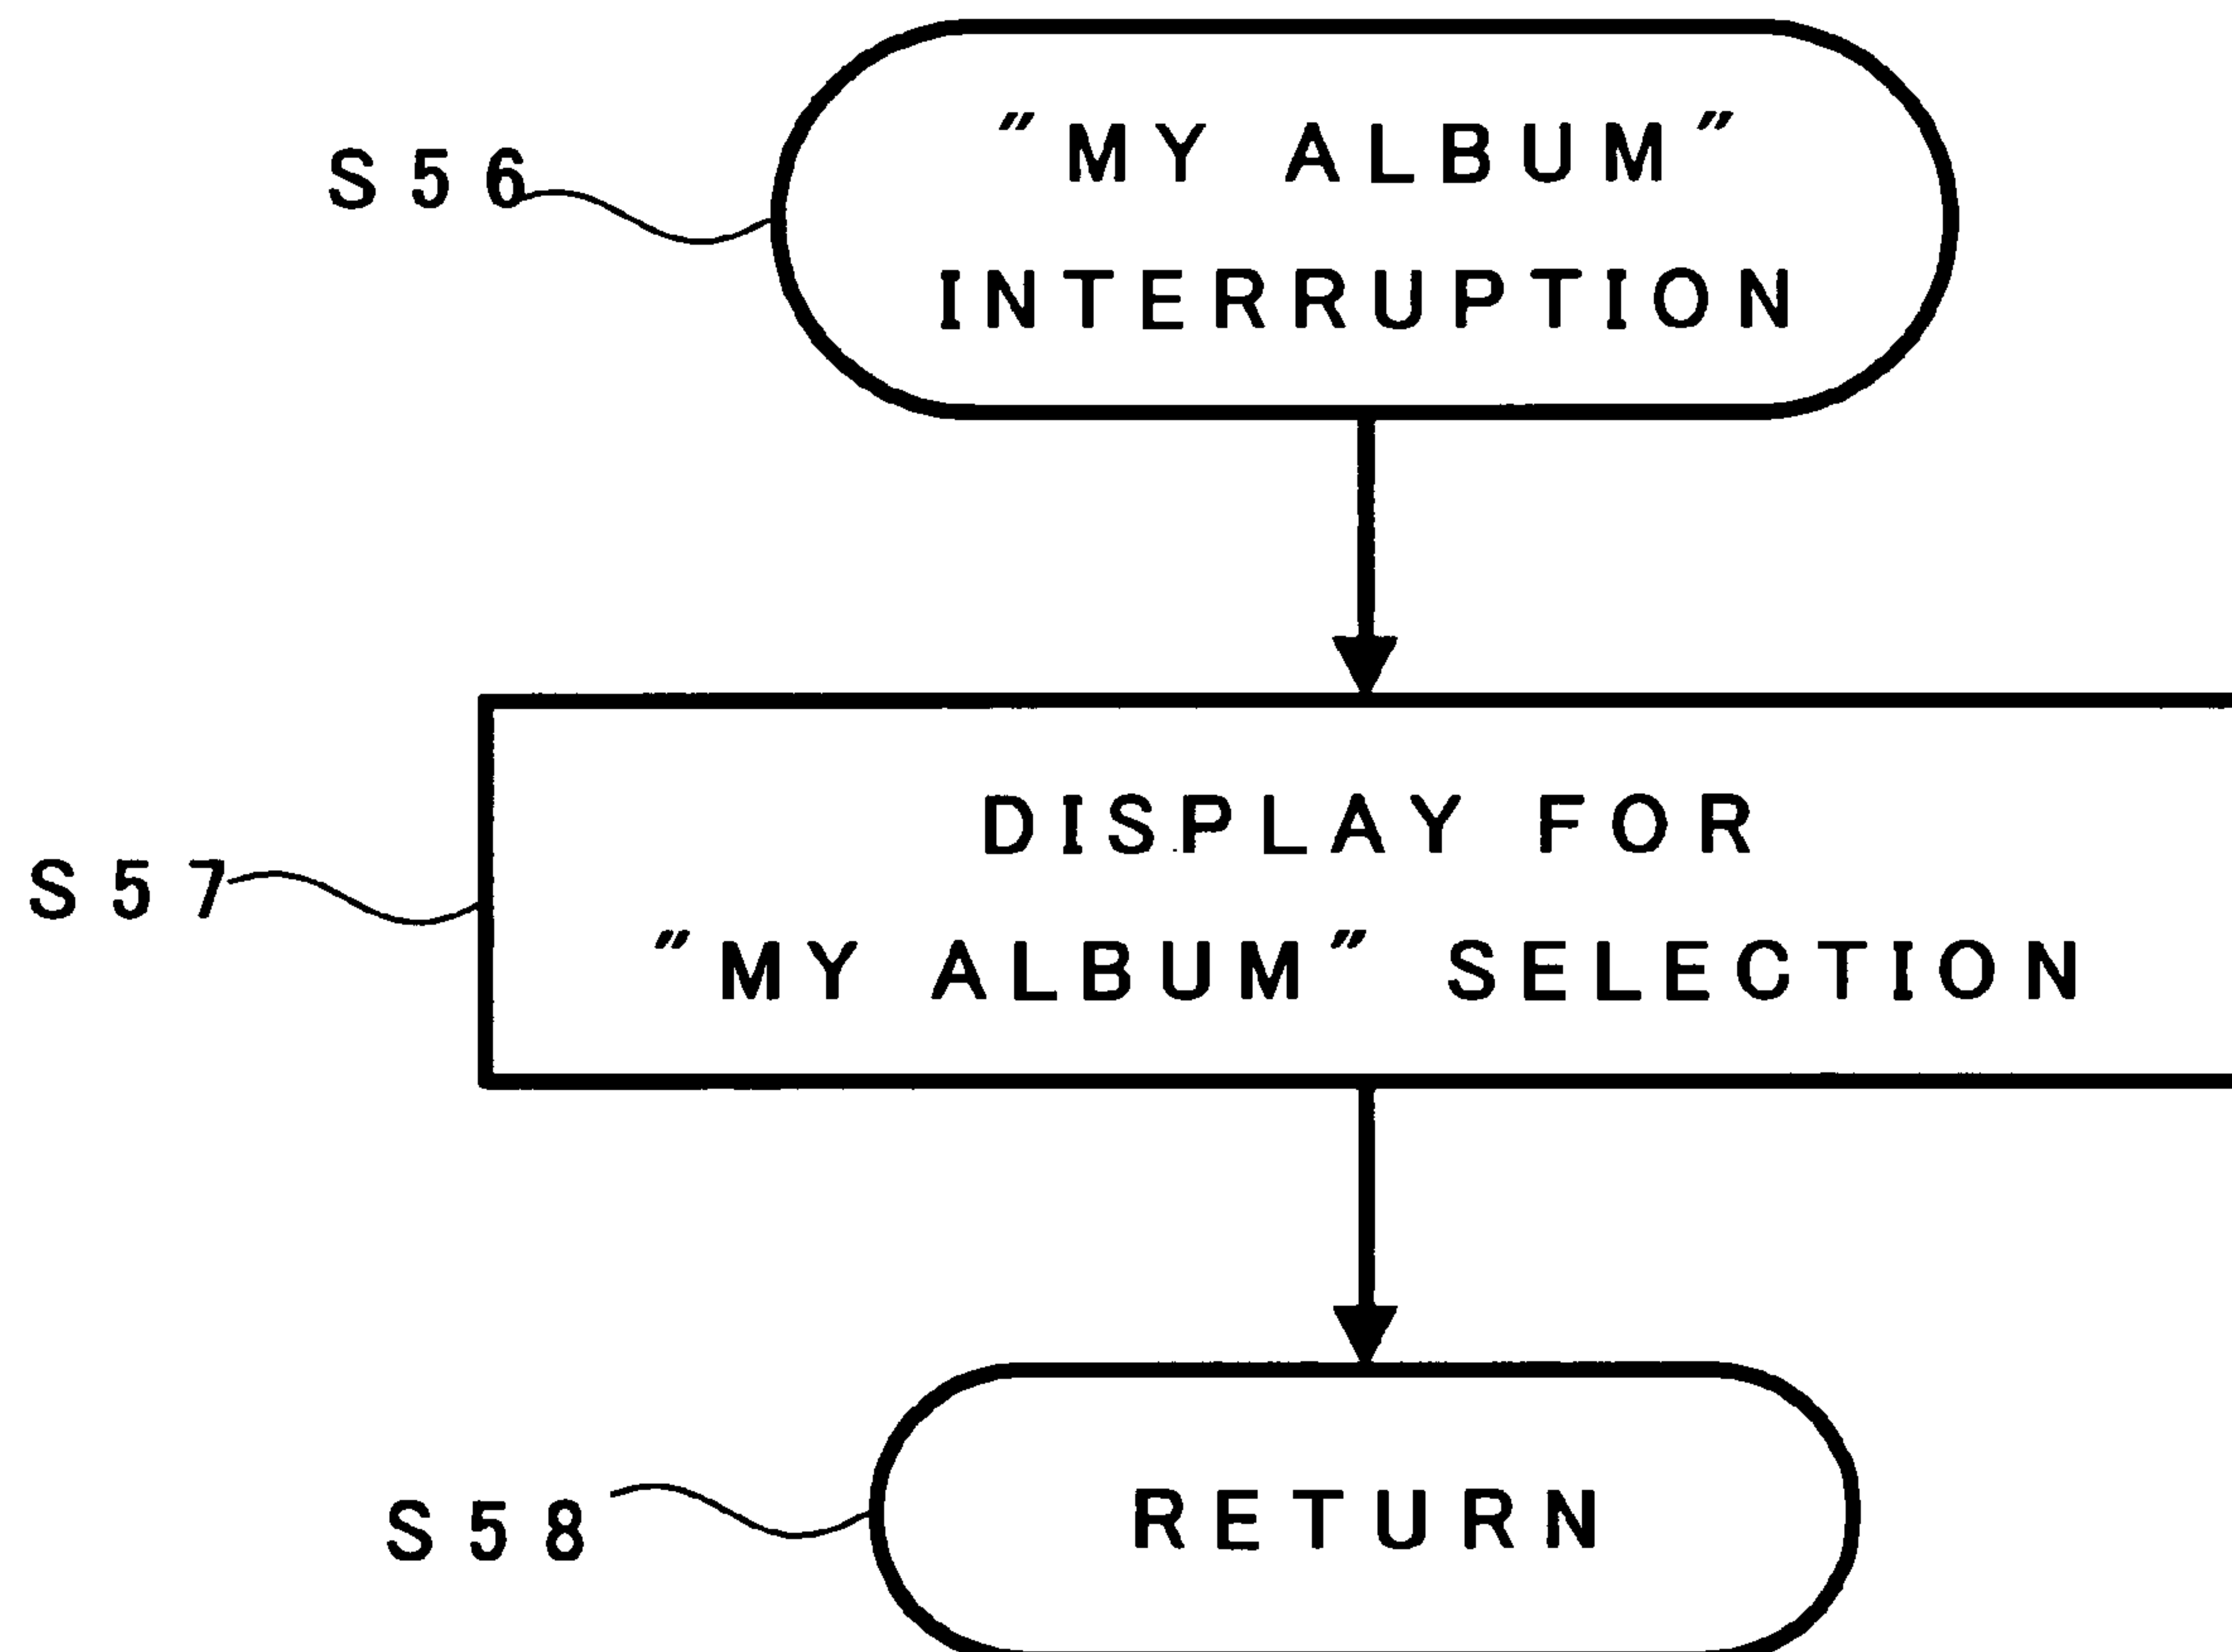 S56
"MY ALBUM"
INTERRUPTION
S57
DISPLAY FOR
"MY ALBUM" SELECTION
S58
RETURN